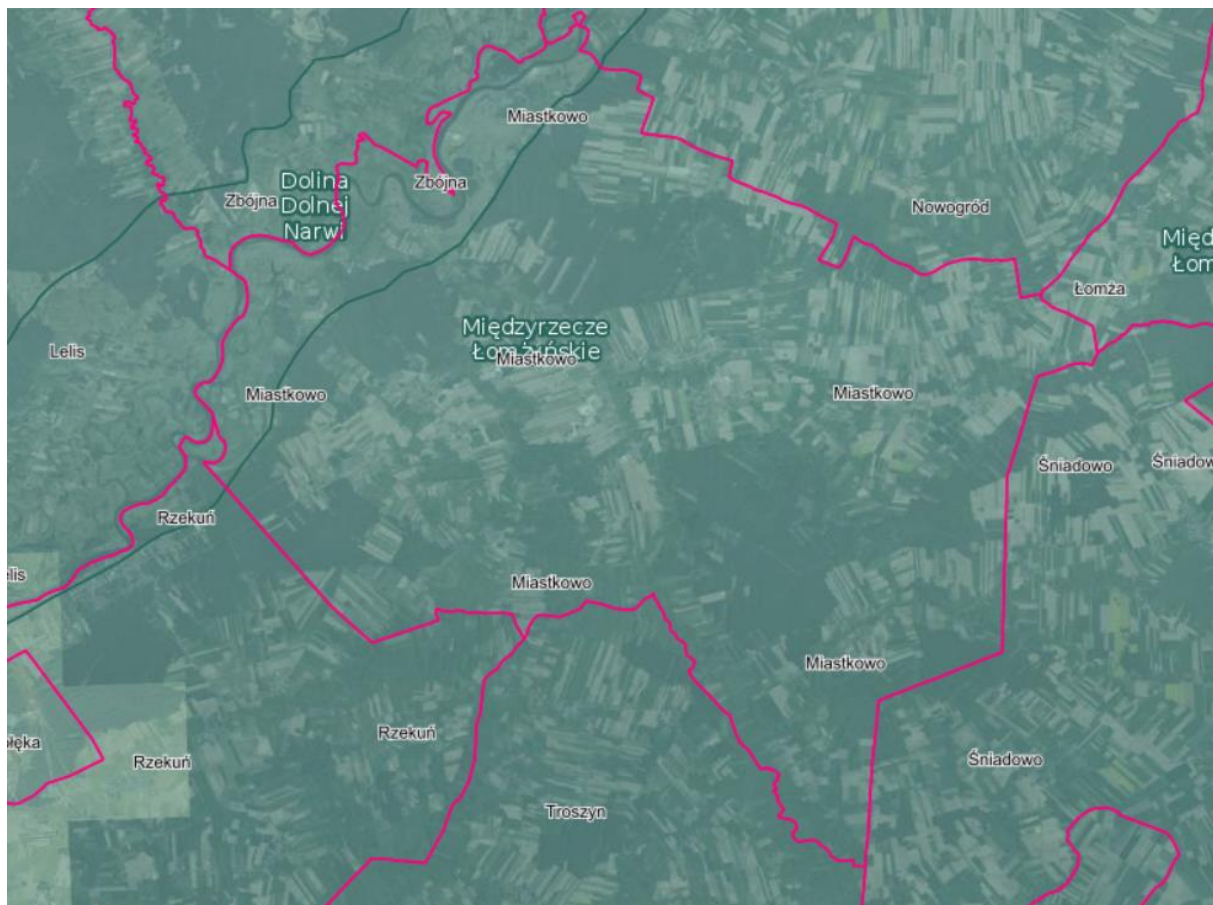 Miastkowo
Dolina
Dolnej
Narwi
Zbójna
Zbójna
Nowogród
Międ
Łom
Łomża
Międzyrzecze
Łomżyńskie
Miastkowo
Lelis
Miastkowo
Miastkowo
Śniadowo
Śniadow
Rzekuń
elis
Miastkowo
Miastkowo
Rzekuń
ołęka
Rzekuń
Śniadowo
Troszyn